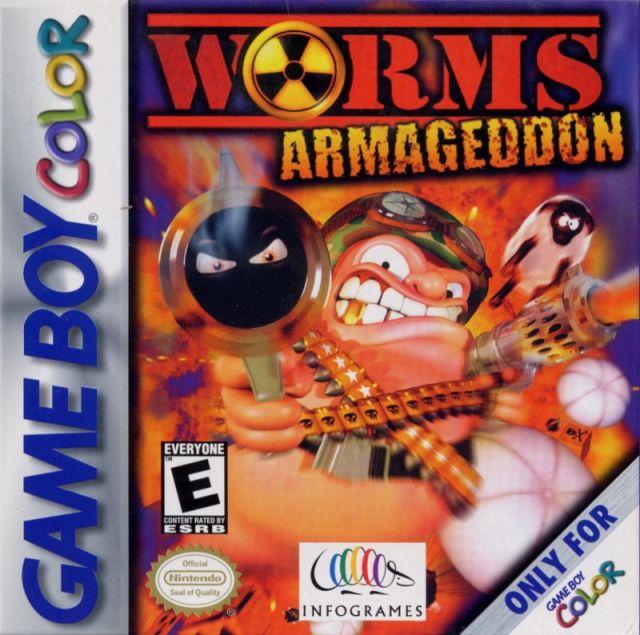 GAME BOY COLOR
®
WORMS
ARMAGEDDON
EVERYONE
TM
E
CONTENT RATED BY
ESRB
Official
Nintendo
Seal of Quality
®
INFOGRAMES
ONLY FOR
GAME BOY
COLOR